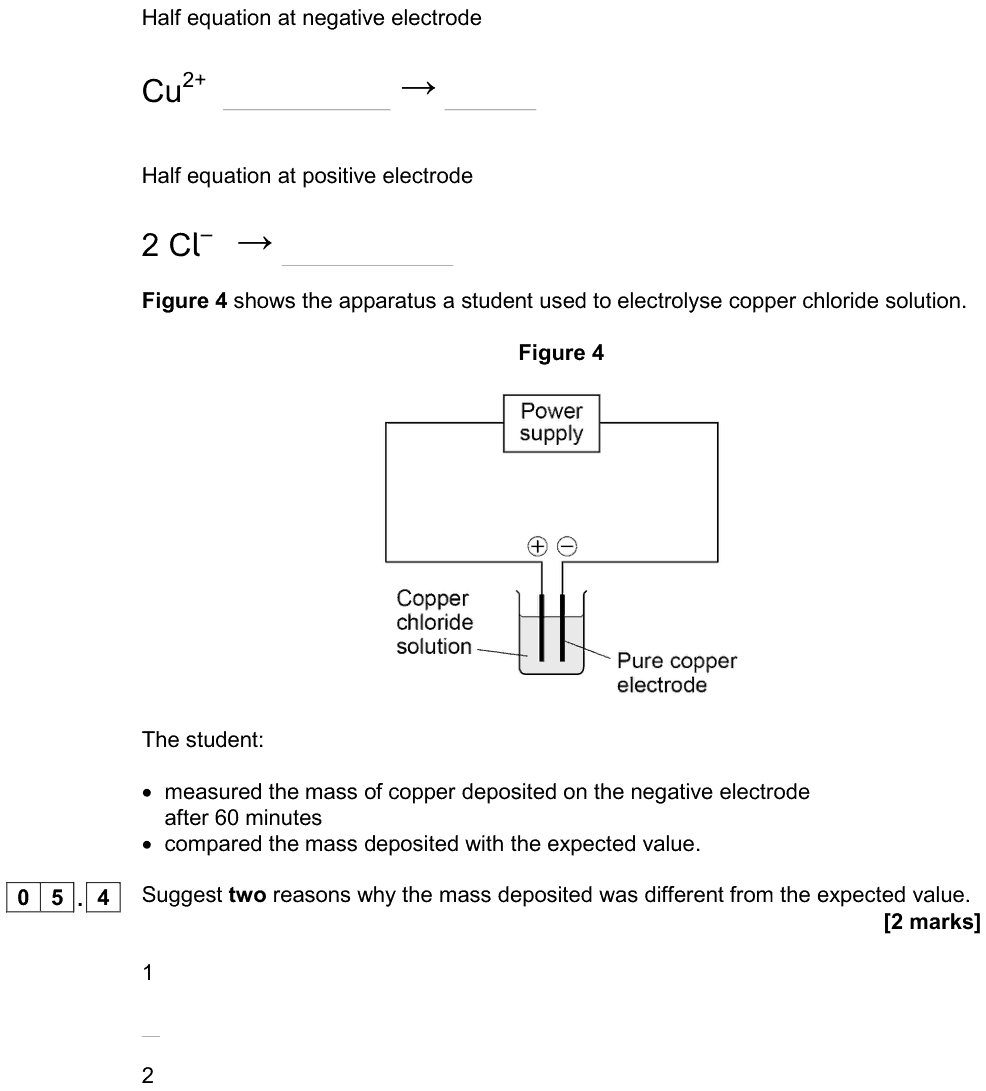 Half equation at negative electrode
Cu²⁺ ⟶
Half equation at positive electrode
2 Cl⁻ ⟶
Figure 4 shows the apparatus a student used to electrolyse copper chloride solution.
Figure 4
Power
supply
+ −
Copper
chloride
solution
Pure copper
electrode
The student:
• measured the mass of copper deposited on the negative electrode
after 60 minutes
• compared the mass deposited with the expected value.
0 5 . 4 Suggest two reasons why the mass deposited was different from the expected value.
[2 marks]
1
2